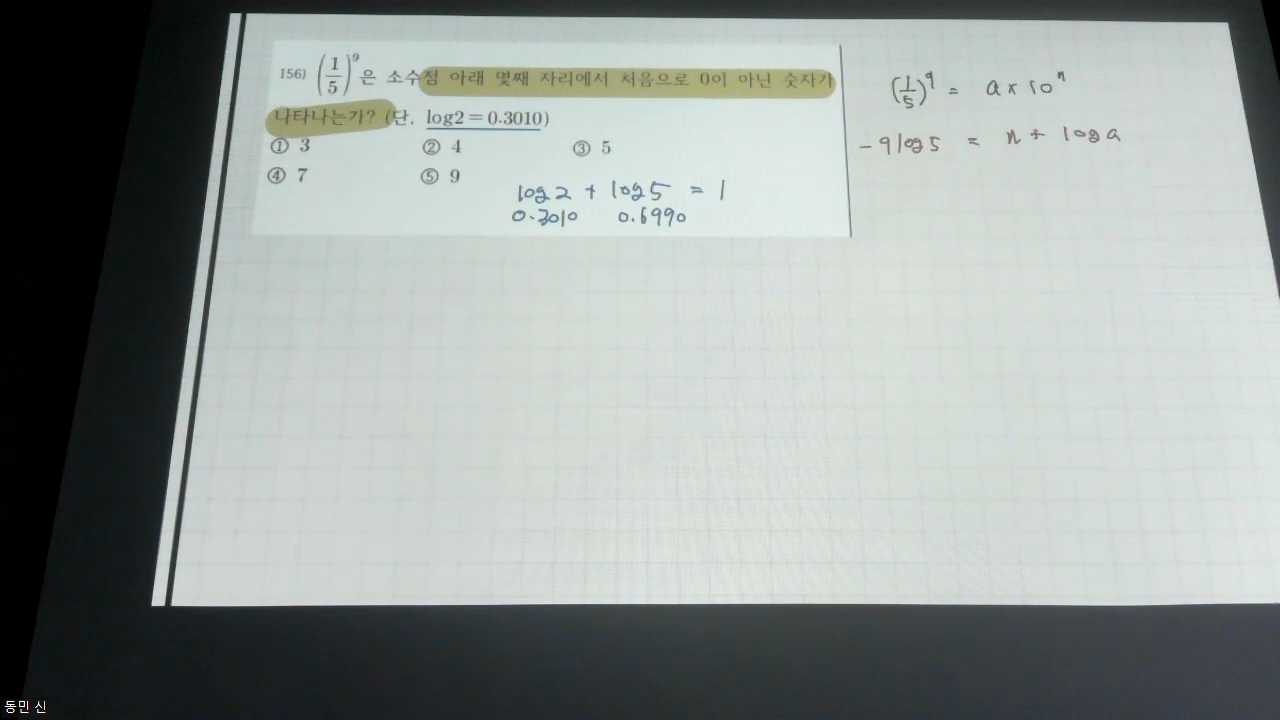 156) (1/5)^9은 소수점 아래 몇째 자리에서 처음으로 0이 아닌 숫자가
나타나는가? (단, log2=0.3010)
① 3 ② 4 ③ 5
④ 7 ⑤ 9
log2 + log5 = 1
0.3010 0.6990
(1/5)^9 = a×10^n
-9log5 = n + log a
동민 신